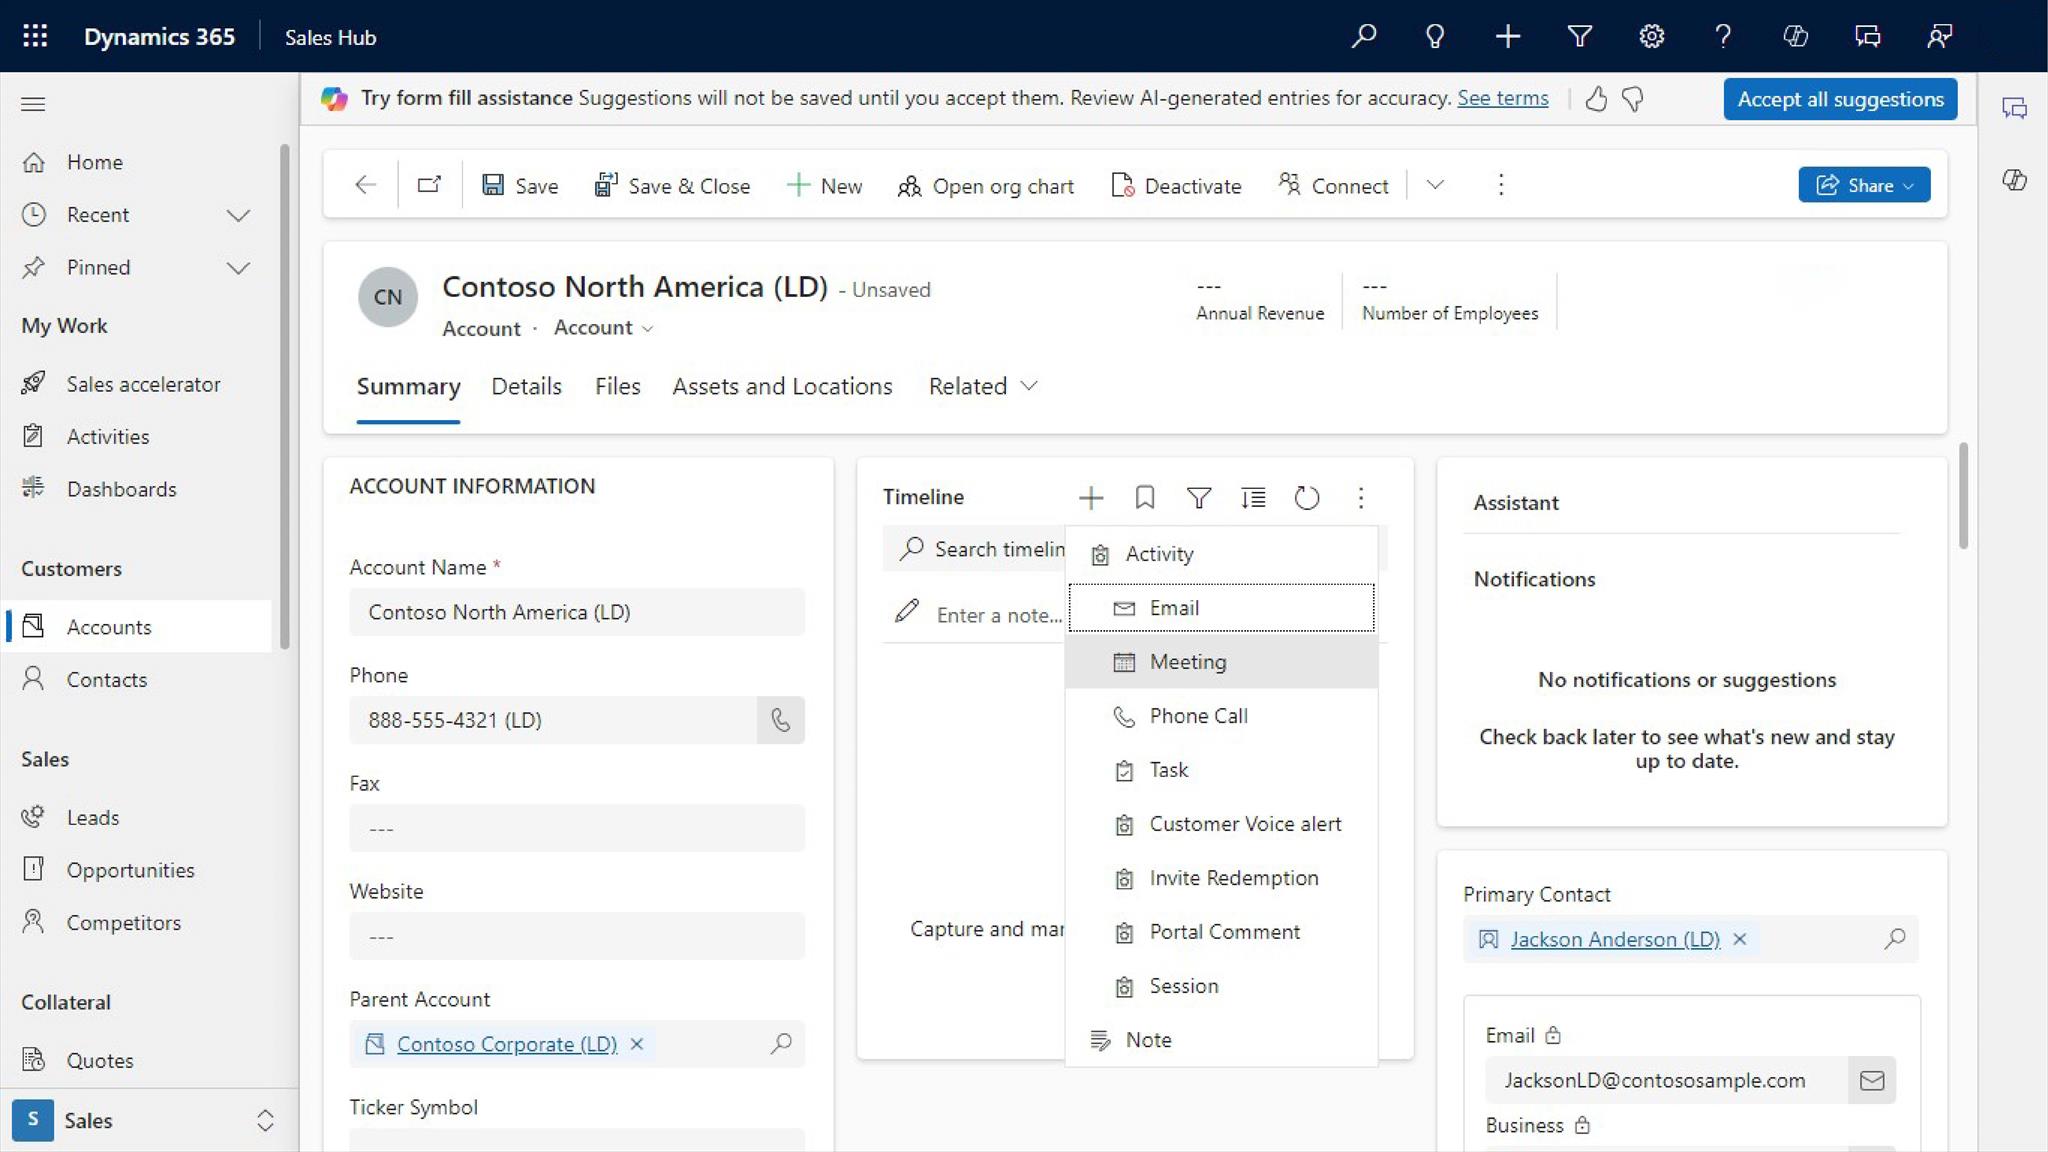 Dynamics 365 Sales Hub
Try form fill assistance Suggestions will not be saved until you accept them. Review AI-generated entries for accuracy. See terms
Accept all suggestions
Home
Recent
Pinned
My Work
Sales accelerator
Activities
Dashboards
Customers
Accounts
Contacts
Sales
Leads
Opportunities
Competitors
Collateral
Quotes
S Sales
Save Save & Close New Open org chart Deactivate Connect Share
CN
Contoso North America (LD) - Unsaved
Account · Account
---
Annual Revenue
---
Number of Employees
Summary Details Files Assets and Locations Related
ACCOUNT INFORMATION
Account Name *
Contoso North America (LD)
Phone
888-555-4321 (LD)
Fax
---
Website
---
Parent Account
Contoso Corporate (LD)
Ticker Symbol
Timeline
Search timelin
Enter a note...
Capture and mar
Activity
Email
Meeting
Phone Call
Task
Customer Voice alert
Invite Redemption
Portal Comment
Session
Note
Assistant
Notifications
No notifications or suggestions
Check back later to see what's new and stay
up to date.
Primary Contact
Jackson Anderson (LD)
Email
JacksonLD@contososample.com
Business